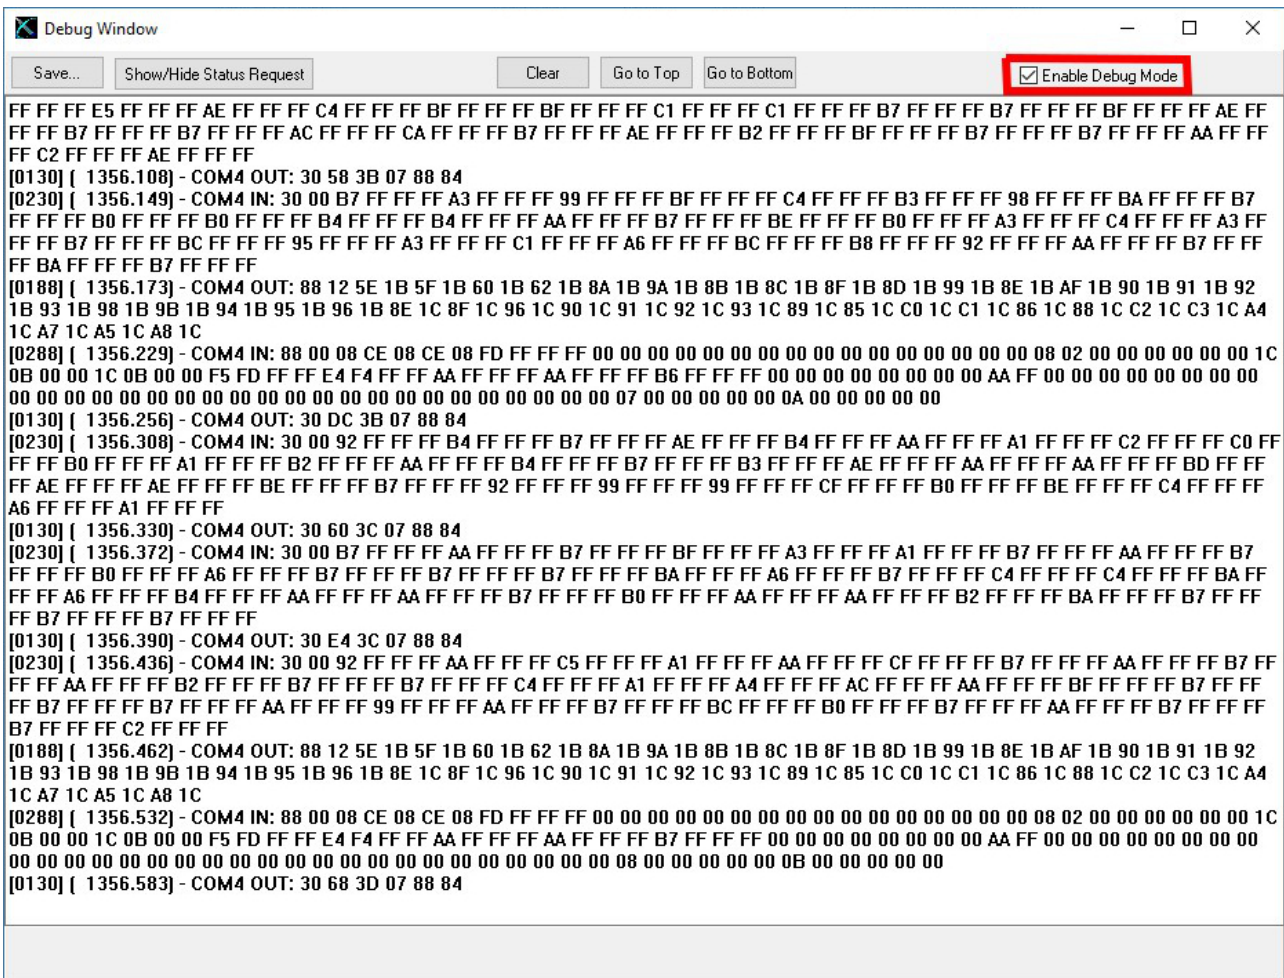 Debug Window
Save...
Show/Hide Status Request
Clear
Go to Top
Go to Bottom
Enable Debug Mode
FF FF FF E5 FF FF FF AE FF FF FF C4 FF FF FF BF FF FF FF BF FF FF FF C1 FF FF FF C1 FF FF FF B7 FF FF FF B7 FF FF FF BF FF FF FF AE FF
FF FF B7 FF FF FF B7 FF FF FF AC FF FF FF CA FF FF FF B7 FF FF FF AE FF FF FF B2 FF FF FF BF FF FF FF B7 FF FF FF B7 FF FF FF AA FF FF
FF C2 FF FF FF AE FF FF FF
[0130] [ 1356.108] - COM4 OUT: 30 58 3B 07 88 84
[0230] [ 1356.149] - COM4 IN: 30 00 B7 FF FF FF A3 FF FF FF 99 FF FF FF BF FF FF FF C4 FF FF FF B3 FF FF FF 98 FF FF FF BA FF FF FF B7
FF FF FF B0 FF FF FF B0 FF FF FF B4 FF FF FF B4 FF FF FF AA FF FF FF B7 FF FF FF BE FF FF FF B0 FF FF FF A3 FF FF FF C4 FF FF FF A3 FF
FF FF B7 FF FF FF BC FF FF FF 95 FF FF FF A3 FF FF FF C1 FF FF FF A6 FF FF FF BC FF FF FF B8 FF FF FF 92 FF FF FF AA FF FF FF B7 FF FF
FF BA FF FF FF B7 FF FF FF
[0188] [ 1356.173] - COM4 OUT: 88 12 5E 1B 5F 1B 60 1B 62 1B 8A 1B 9A 1B 8B 1B 8C 1B 8F 1B 8D 1B 99 1B 8E 1B AF 1B 90 1B 91 1B 92
1B 93 1B 98 1B 9B 1B 94 1B 95 1B 96 1B 8E 1C 8F 1C 96 1C 90 1C 91 1C 92 1C 93 1C 89 1C 85 1C C0 1C C1 1C 86 1C 88 1C C2 1C C3 1C A4
1C A7 1C A5 1C A8 1C
[0288] [ 1356.229] - COM4 IN: 88 00 08 CE 08 CE 08 FD FF FF FF 00 00 00 00 00 00 00 00 00 00 00 00 00 00 00 00 08 02 00 00 00 00 00 00 1C
0B 00 00 1C 0B 00 00 F5 FD FF FF E4 F4 FF FF AA FF FF FF AA FF FF FF B6 FF FF FF 00 00 00 00 00 00 00 00 AA FF 00 00 00 00 00 00 00 00
00 00 00 00 00 00 00 00 00 00 00 00 00 00 00 00 00 00 00 00 00 00 07 00 00 00 00 00 0A 00 00 00 00 00
[0130] [ 1356.256] - COM4 OUT: 30 DC 3B 07 88 84
[0230] [ 1356.308] - COM4 IN: 30 00 92 FF FF FF B4 FF FF FF B7 FF FF FF AE FF FF FF B4 FF FF FF AA FF FF FF A1 FF FF FF C2 FF FF FF C0 FF
FF FF B0 FF FF FF A1 FF FF FF B2 FF FF FF AA FF FF FF B4 FF FF FF B7 FF FF FF B3 FF FF FF AE FF FF FF AA FF FF FF AA FF FF FF BD FF FF
FF AE FF FF FF AE FF FF FF BE FF FF FF B7 FF FF FF 92 FF FF FF 99 FF FF FF 99 FF FF FF CF FF FF FF B0 FF FF FF BE FF FF FF C4 FF FF FF
A6 FF FF FF A1 FF FF FF
[0130] [ 1356.330] - COM4 OUT: 30 60 3C 07 88 84
[0230] [ 1356.372] - COM4 IN: 30 00 B7 FF FF FF AA FF FF FF B7 FF FF FF BF FF FF FF A3 FF FF FF A1 FF FF FF B7 FF FF FF AA FF FF FF B7
FF FF FF B0 FF FF FF A6 FF FF FF B7 FF FF FF B7 FF FF FF B7 FF FF FF BA FF FF FF A6 FF FF FF B7 FF FF FF C4 FF FF FF C4 FF FF FF BA FF
FF FF A6 FF FF FF B4 FF FF FF AA FF FF FF AA FF FF FF B7 FF FF FF B0 FF FF FF AA FF FF FF AA FF FF FF B2 FF FF FF BA FF FF FF B7 FF FF
FF B7 FF FF FF B7 FF FF FF
[0130] [ 1356.390] - COM4 OUT: 30 E4 3C 07 88 84
[0230] [ 1356.436] - COM4 IN: 30 00 92 FF FF FF AA FF FF FF C5 FF FF FF A1 FF FF FF AA FF FF FF CF FF FF FF B7 FF FF FF AA FF FF FF B7 FF
FF FF AA FF FF FF B2 FF FF FF B7 FF FF FF B7 FF FF FF C4 FF FF FF A1 FF FF FF A4 FF FF FF AC FF FF FF AA FF FF FF BF FF FF FF B7 FF FF
FF B7 FF FF FF B7 FF FF FF AA FF FF FF 99 FF FF FF AA FF FF FF B7 FF FF FF BC FF FF FF B0 FF FF FF B7 FF FF FF AA FF FF FF B7 FF FF FF
B7 FF FF FF C2 FF FF FF
[0188] [ 1356.462] - COM4 OUT: 88 12 5E 1B 5F 1B 60 1B 62 1B 8A 1B 9A 1B 8B 1B 8C 1B 8F 1B 8D 1B 99 1B 8E 1B AF 1B 90 1B 91 1B 92
1B 93 1B 98 1B 9B 1B 94 1B 95 1B 96 1B 8E 1C 8F 1C 96 1C 90 1C 91 1C 92 1C 93 1C 89 1C 85 1C C0 1C C1 1C 86 1C 88 1C C2 1C C3 1C A4
1C A7 1C A5 1C A8 1C
[0288] [ 1356.532] - COM4 IN: 88 00 08 CE 08 CE 08 FD FF FF FF 00 00 00 00 00 00 00 00 00 00 00 00 00 00 00 00 08 02 00 00 00 00 00 00 1C
0B 00 00 1C 0B 00 00 F5 FD FF FF E4 F4 FF FF AA FF FF FF AA FF FF FF B7 FF FF FF 00 00 00 00 00 00 00 00 AA FF 00 00 00 00 00 00 00 00
00 00 00 00 00 00 00 00 00 00 00 00 00 00 00 00 00 00 00 00 00 00 08 00 00 00 00 00 0B 00 00 00 00 00
[0130] [ 1356.583] - COM4 OUT: 30 68 3D 07 88 84